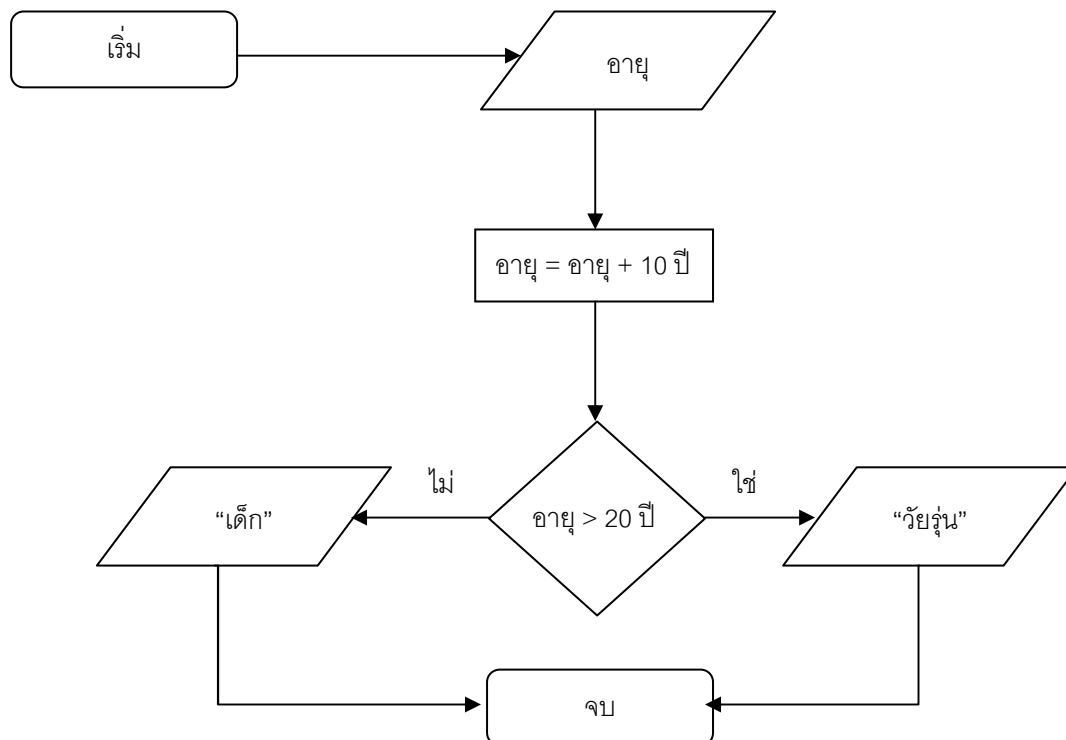 เริ่ม
อายุ
อายุ = อายุ + 10 ปี
ไม่
ใช่
“เด็ก”
อายุ > 20 ปี
“วัยรุ่น”
จบ